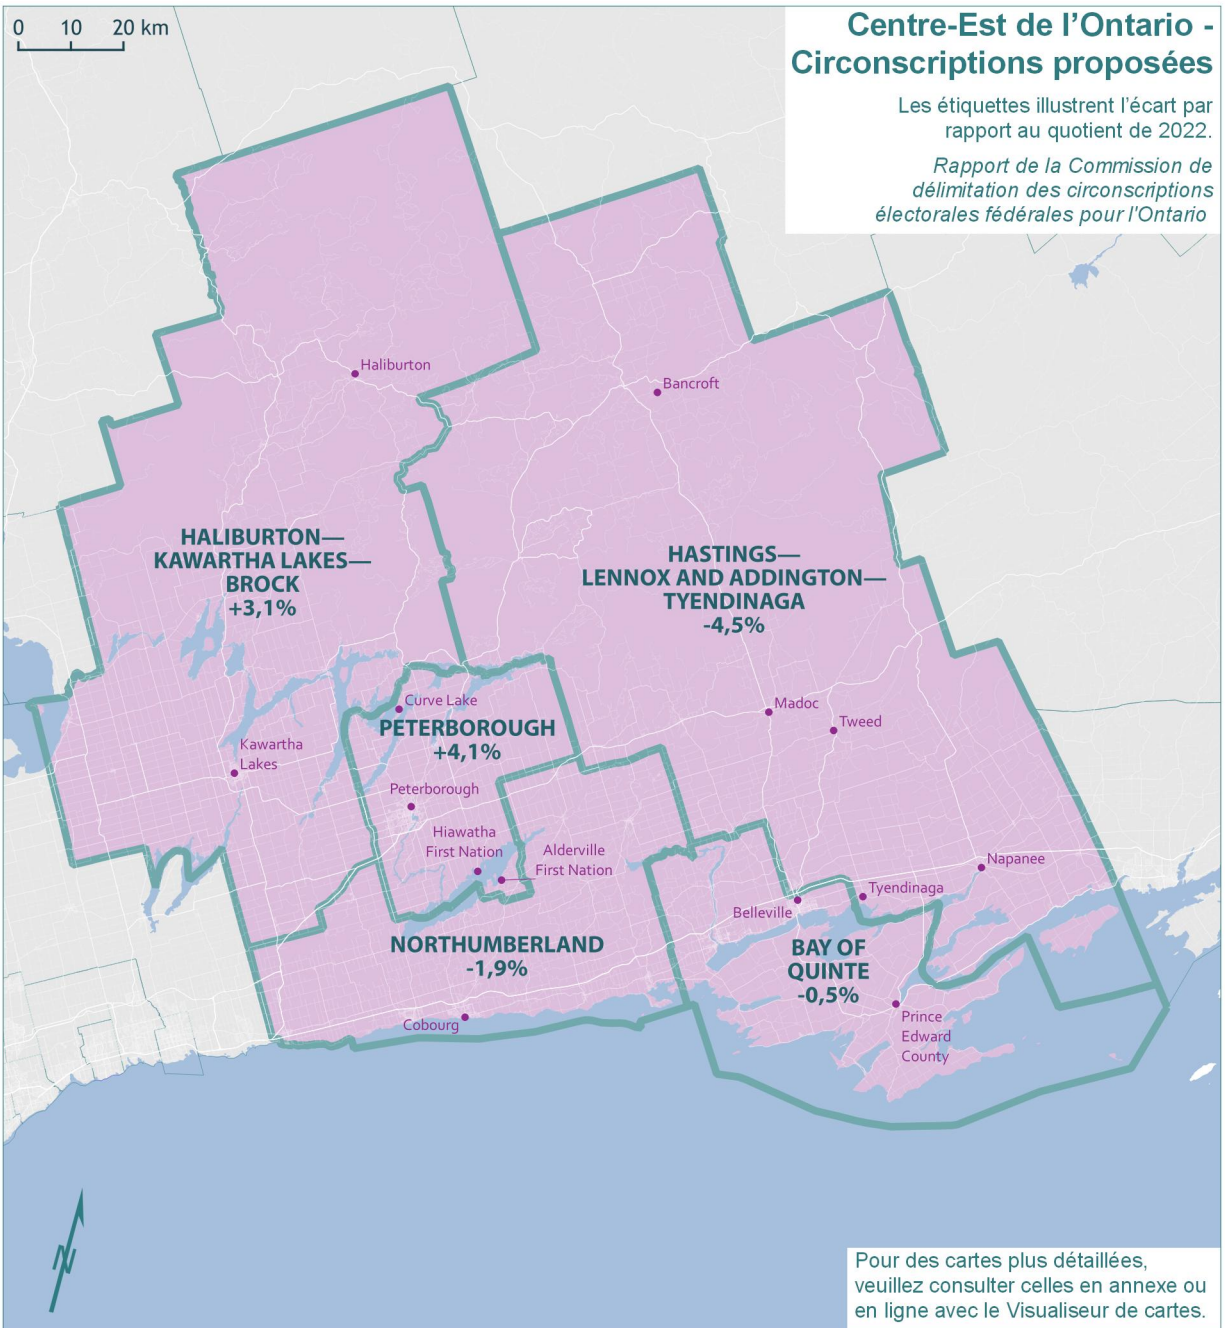 0 10 20 km
Centre-Est de l’Ontario -
Circonscriptions proposées
Les étiquettes illustrent l’écart par
rapport au quotient de 2022.
Rapport de la Commission de
délimitation des circonscriptions
électorales fédérales pour l'Ontario
Haliburton
Bancroft
HALIBURTON—
KAWARTHA LAKES—
BROCK
+3,1%
HASTINGS—
LENNOX AND ADDINGTON—
TYENDINAGA
-4,5%
Curve Lake
PETERBOROUGH
+4,1%
Madoc
Tweed
Kawartha
Lakes
Peterborough
Hiawatha
First Nation
Alderville
First Nation
Napanee
Tyendinaga
Belleville
NORTHUMBERLAND
-1,9%
BAY OF
QUINTE
-0,5%
Cobourg
Prince
Edward
County
N
Pour des cartes plus détaillées,
veuillez consulter celles en annexe ou
en ligne avec le Visualiseur de cartes.